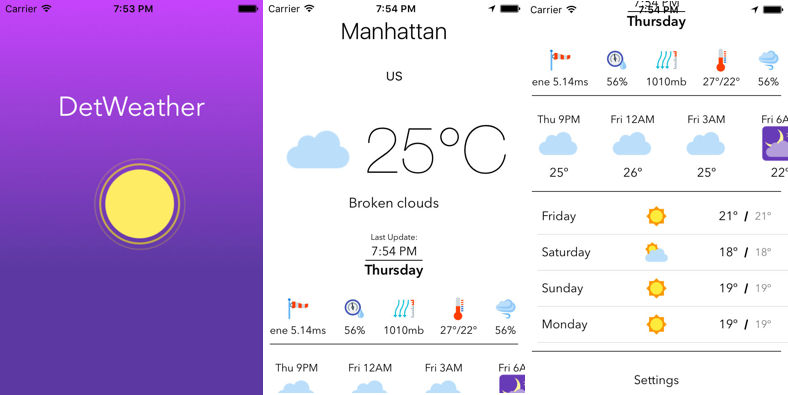 Carrier 7:53 PM
DetWeather
Carrier 7:54 PM
Manhattan
US
25°C
Broken clouds
Last Update:
7:54 PM
Thursday
ene 5.14ms 56% 1010mb 27°/22° 56%
Thu 9PM Fri 12AM Fri 3AM Fri 6A
Carrier 7:54 PM
7:54 PM
Thursday
ene 5.14ms 56% 1010mb 27°/22° 56%
Thu 9PM Fri 12AM Fri 3AM Fri 6A
25° 26° 25° 22°
Friday 21° / 21°
Saturday 18° / 18°
Sunday 19° / 19°
Monday 19° / 19°
Settings